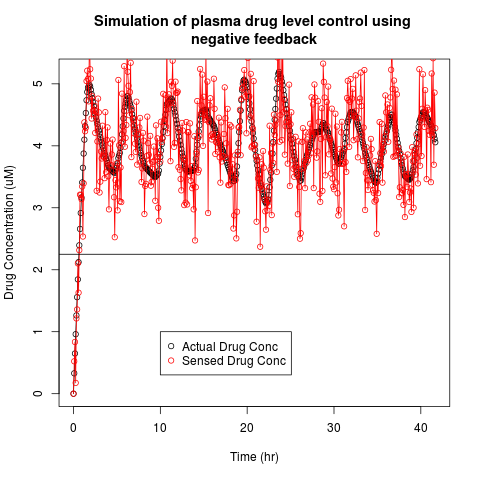 Simulation of plasma drug level control using
negative feedback
Drug Concentration (uM)
5
4
3
2
1
0
Actual Drug Conc
Sensed Drug Conc
0 10 20 30 40
Time (hr)